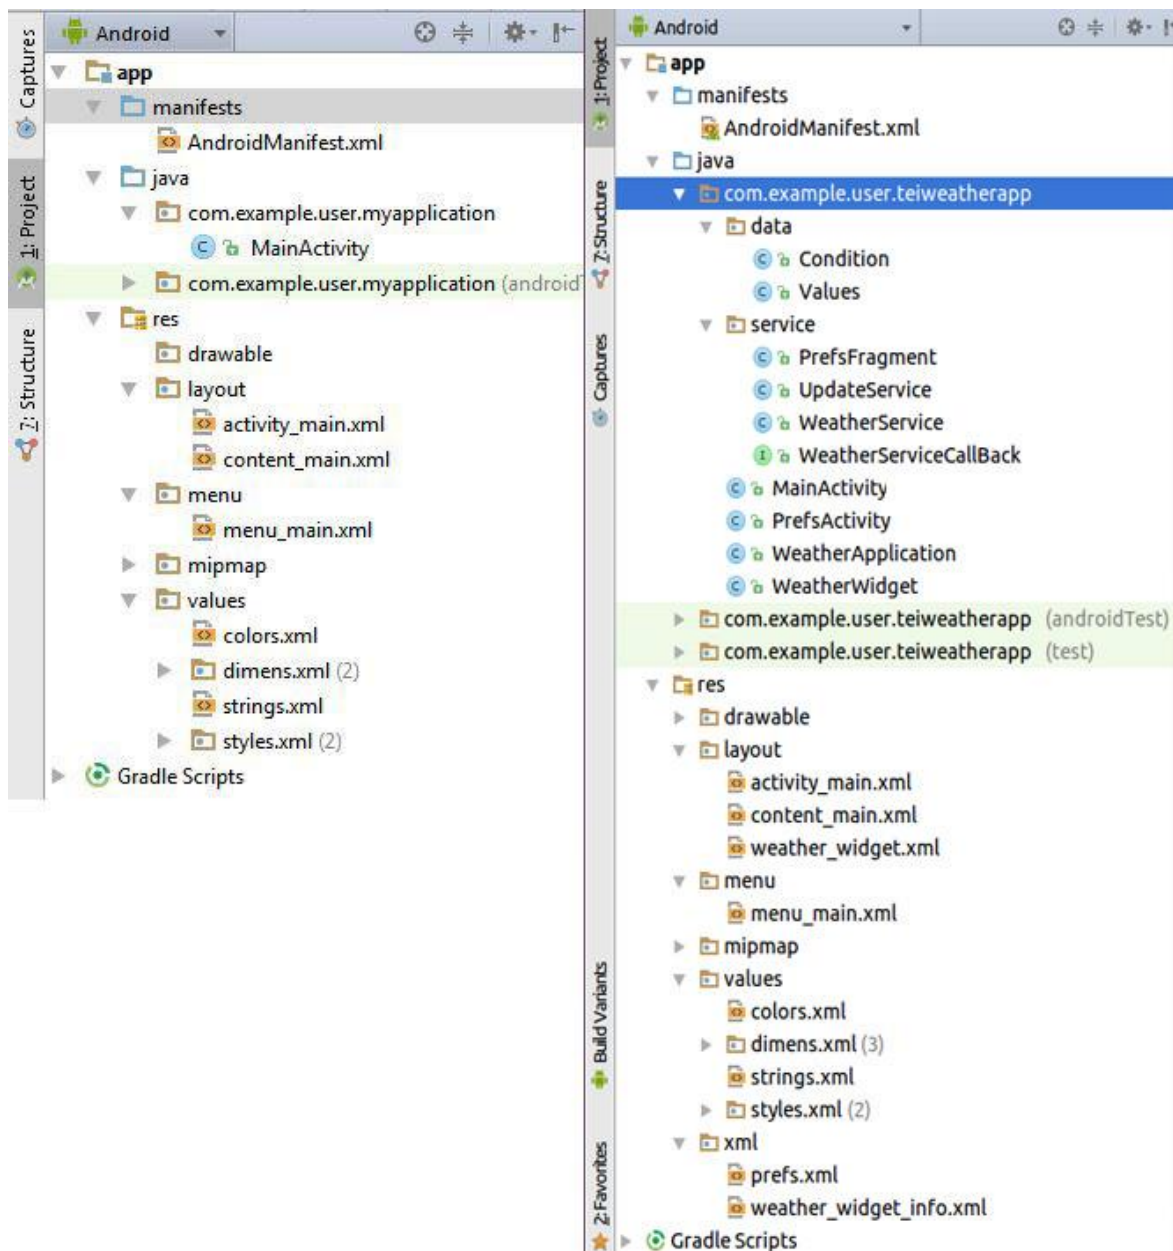 Captures
1: Project
7: Structure
Android
app
manifests
AndroidManifest.xml
java
com.example.user.myapplication
MainActivity
com.example.user.myapplication (android
res
drawable
layout
activity_main.xml
content_main.xml
menu
menu_main.xml
mipmap
values
colors.xml
dimens.xml (2)
strings.xml
styles.xml (2)
Gradle Scripts
1: Project
7: Structure
Captures
Build Variants
2: Favorites
Android
app
manifests
AndroidManifest.xml
java
com.example.user.teiweatherapp
data
Condition
Values
service
PrefsFragment
UpdateService
WeatherService
WeatherServiceCallBack
MainActivity
PrefsActivity
WeatherApplication
WeatherWidget
com.example.user.teiweatherapp (androidTest)
com.example.user.teiweatherapp (test)
res
drawable
layout
activity_main.xml
content_main.xml
weather_widget.xml
menu
menu_main.xml
mipmap
values
colors.xml
dimens.xml (3)
strings.xml
styles.xml (2)
xml
prefs.xml
weather_widget_info.xml
Gradle Scripts